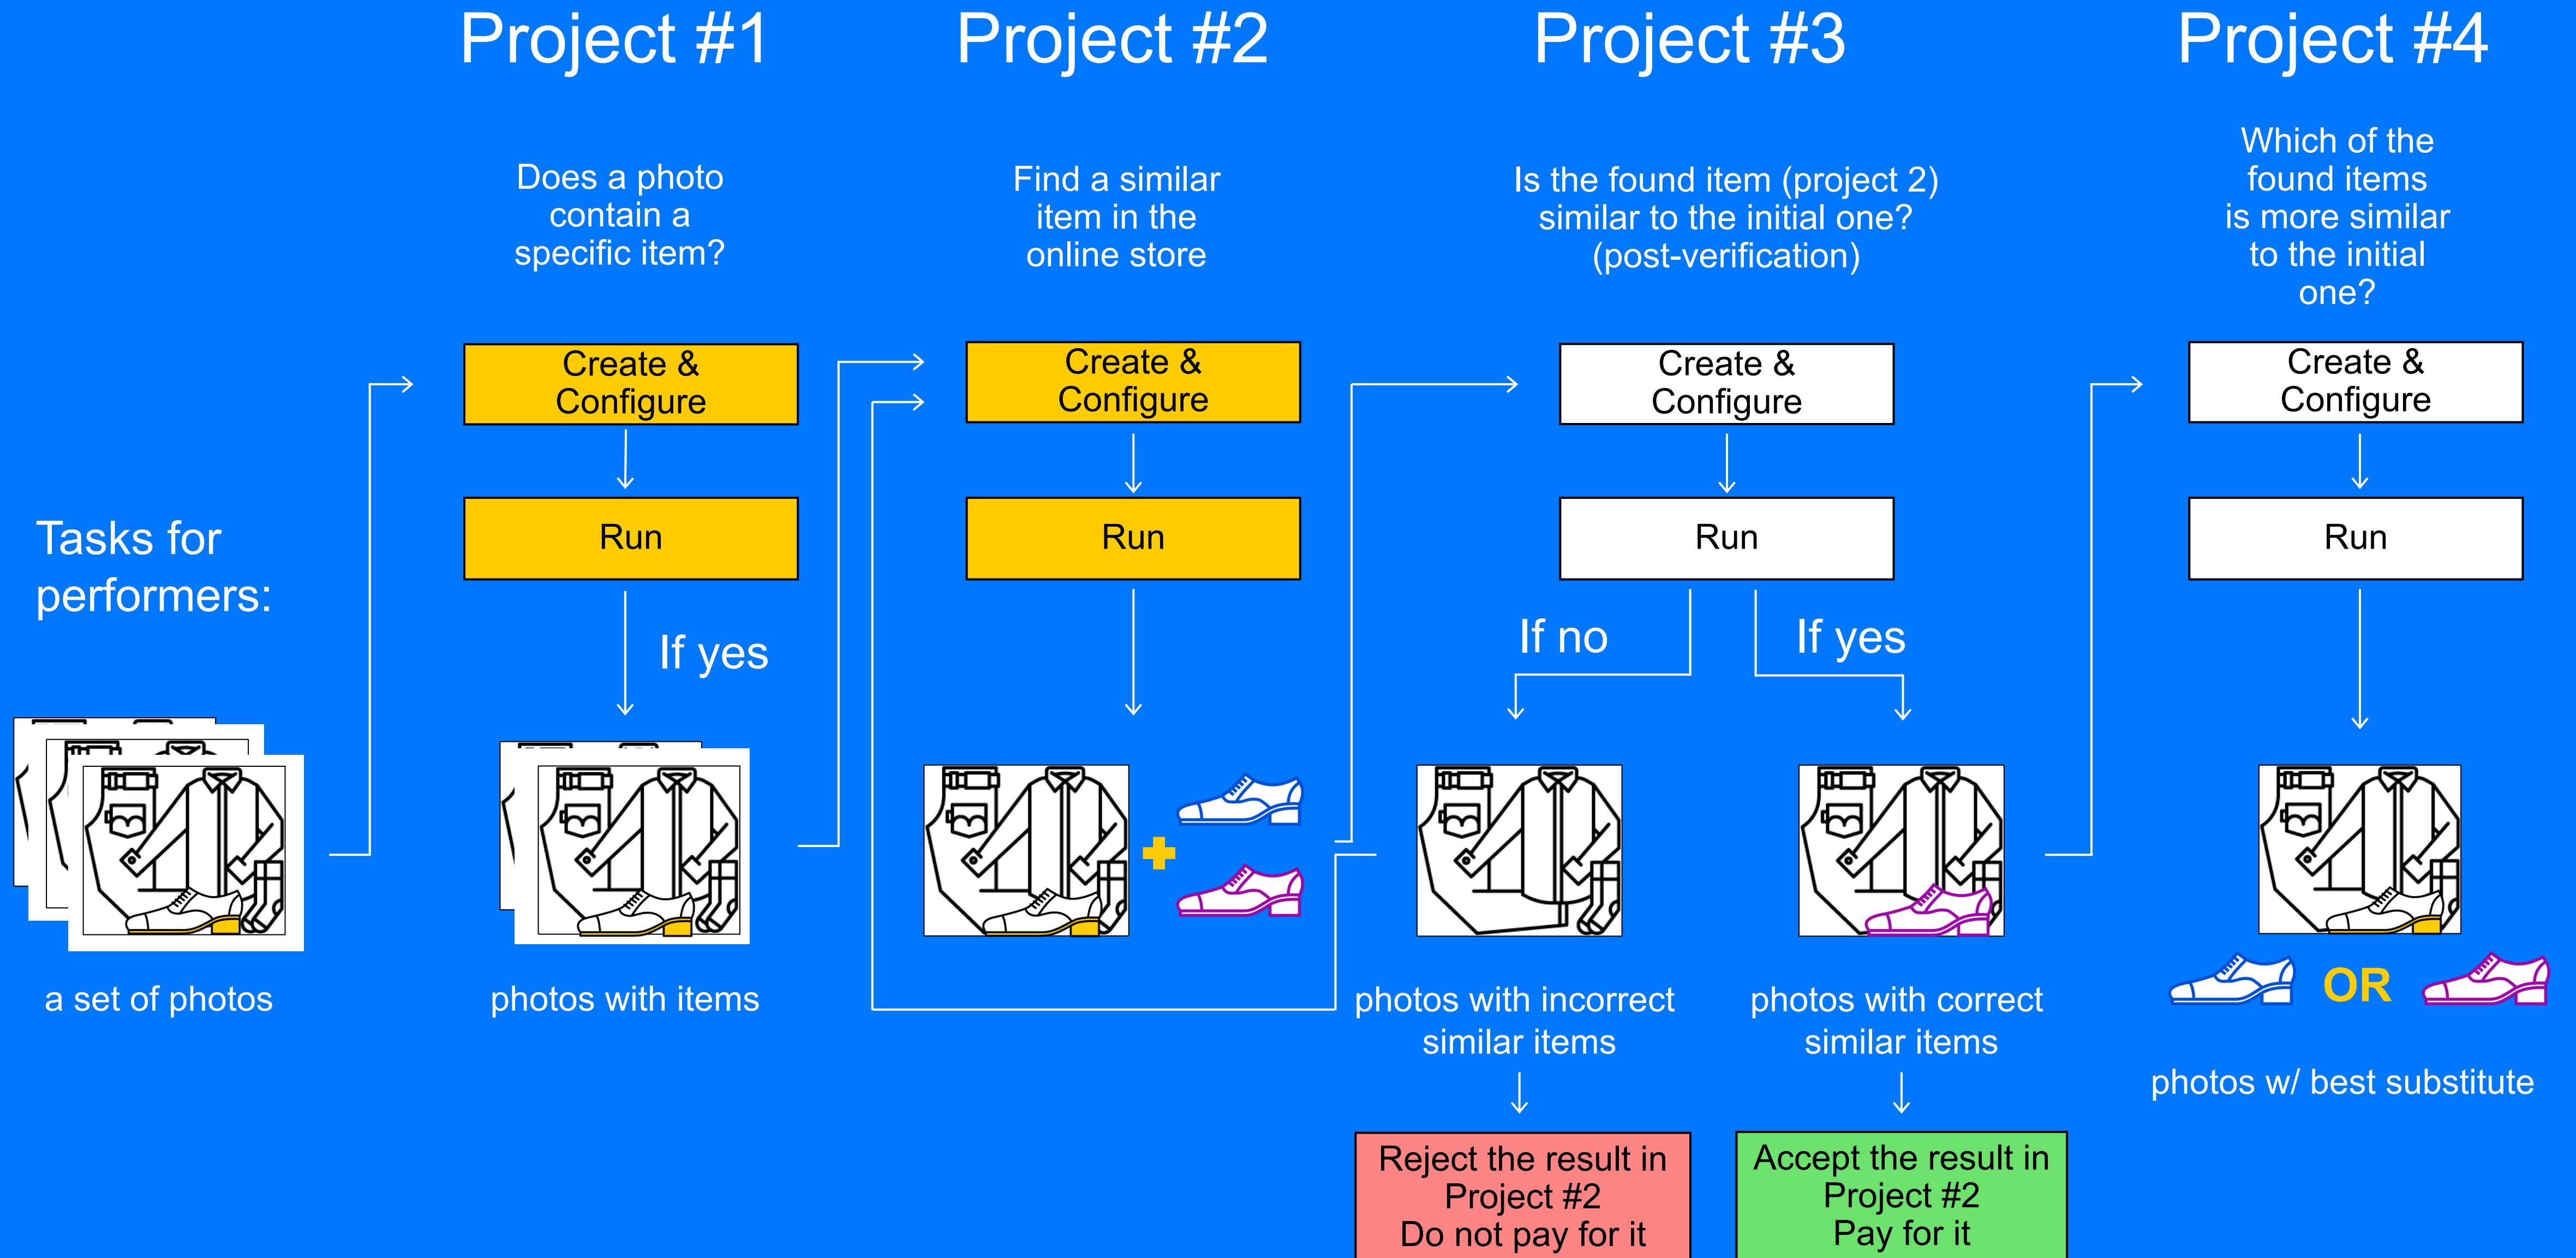 Project #1
Project #2
Project #3
Project #4
Does a photo
contain a
specific item?
Find a similar
item in the
online store
Is the found item (project 2)
similar to the initial one?
(post-verification)
Which of the
found items
is more similar
to the initial
one?
Create &
Configure
Create &
Configure
Create &
Configure
Create &
Configure
Run
Run
Run
Run
Tasks for
performers:
If yes
If no
If yes
a set of photos
photos with items
photos with incorrect
similar items
photos with correct
similar items
OR
photos w/ best substitute
Reject the result in
Project #2
Do not pay for it
Accept the result in
Project #2
Pay for it